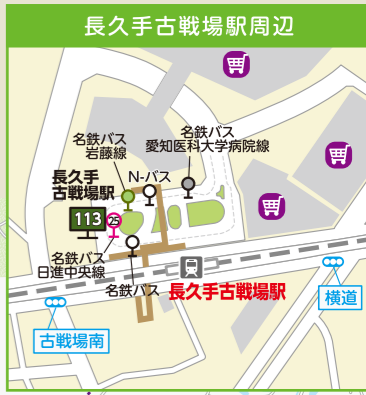 長久手古戦場駅周辺
名鉄バス
愛知医科大学病院線
名鉄バス
岩藤線
N-バス
長久手
古戦場駅
113
25
名鉄バス
日進中央線
名鉄バス
長久手古戦場駅
横道
古戦場南